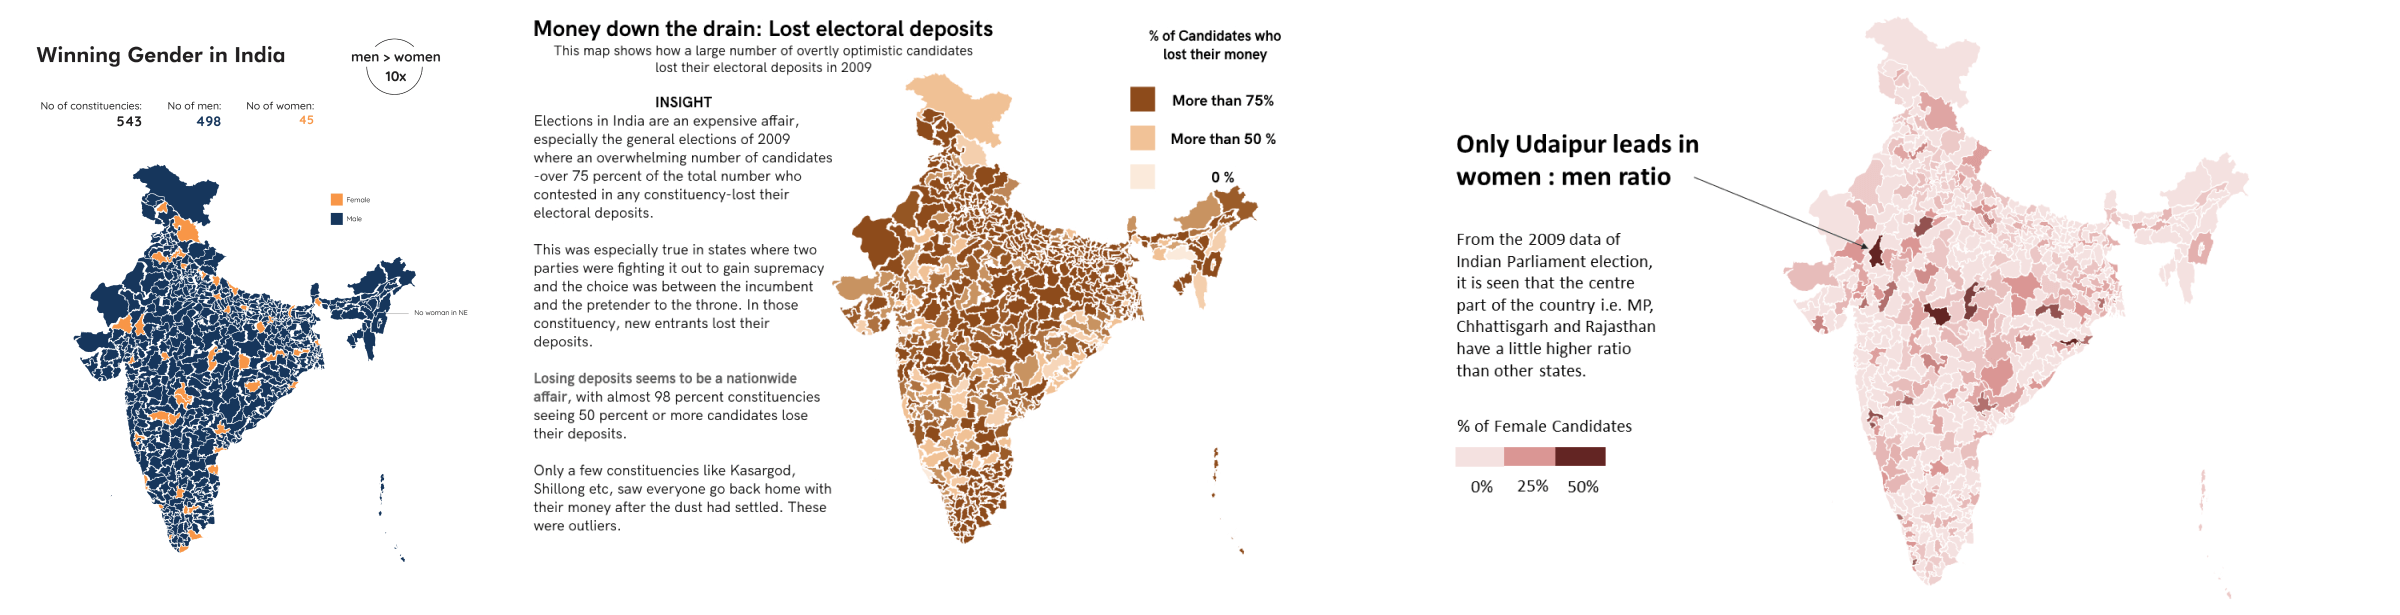 Winning Gender in India
men > women
10x
No of constituencies:
543
No of men:
498
No of women:
45
Female
Male
No woman in NE
Money down the drain: Lost electoral deposits
This map shows how a large number of overtly optimistic candidates
lost their electoral deposits in 2009
INSIGHT
Elections in India are an expensive affair,
especially the general elections of 2009
where an overwhelming number of candidates
-over 75 percent of the total number who
contested in any constituency-lost their
electoral deposits.
This was especially true in states where two
parties were fighting it out to gain supremacy
and the choice was between the incumbent
and the pretender to the throne. In those
constituency, new entrants lost their
deposits.
Losing deposits seems to be a nationwide
affair, with almost 98 percent constituencies
seeing 50 percent or more candidates lose
their deposits.
Only a few constituencies like Kasargod,
Shillong etc, saw everyone go back home with
their money after the dust had settled. These
were outliers.
% of Candidates who
lost their money
More than 75%
More than 50 %
0 %
Only Udaipur leads in
women : men ratio
From the 2009 data of
Indian Parliament election,
it is seen that the centre
part of the country i.e. MP,
Chhattisgarh and Rajasthan
have a little higher ratio
than other states.
% of Female Candidates
0%
25%
50%